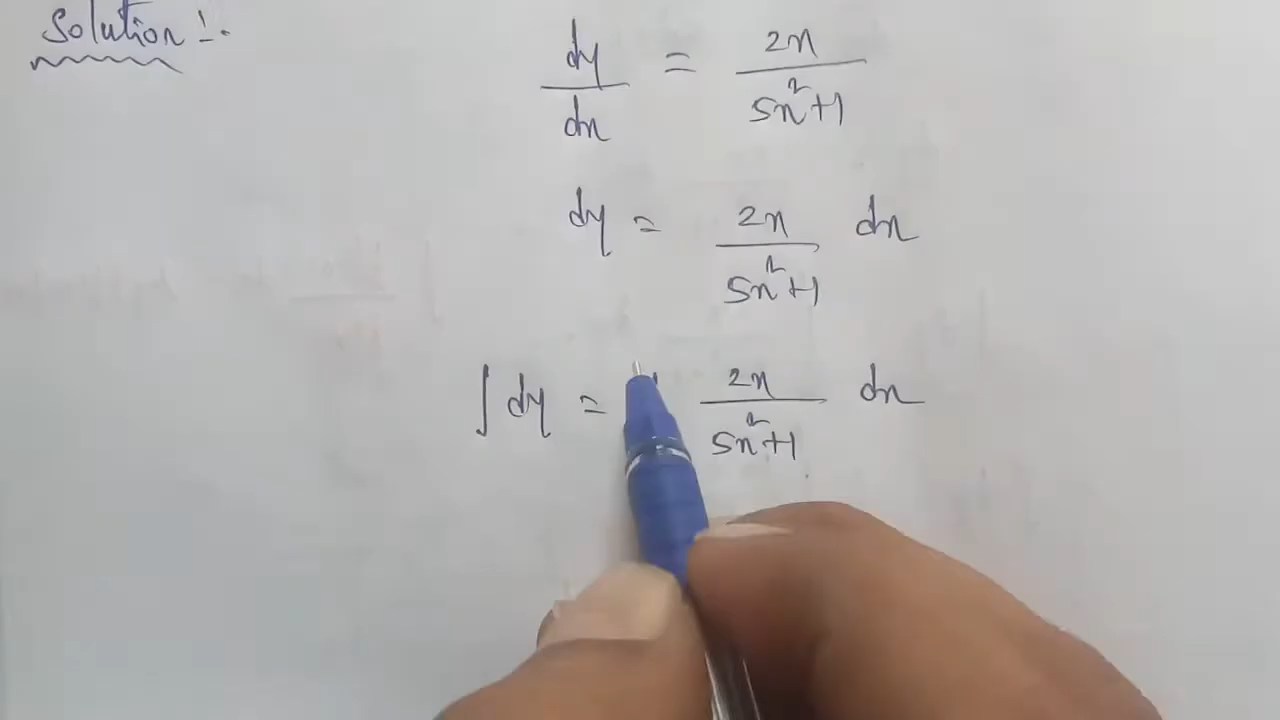 Solution :-
dy/dx = 2x/5x²+1
dy = 2x/5x²+1 dx
∫ dy = ∫ 2x/5x²+1 dx